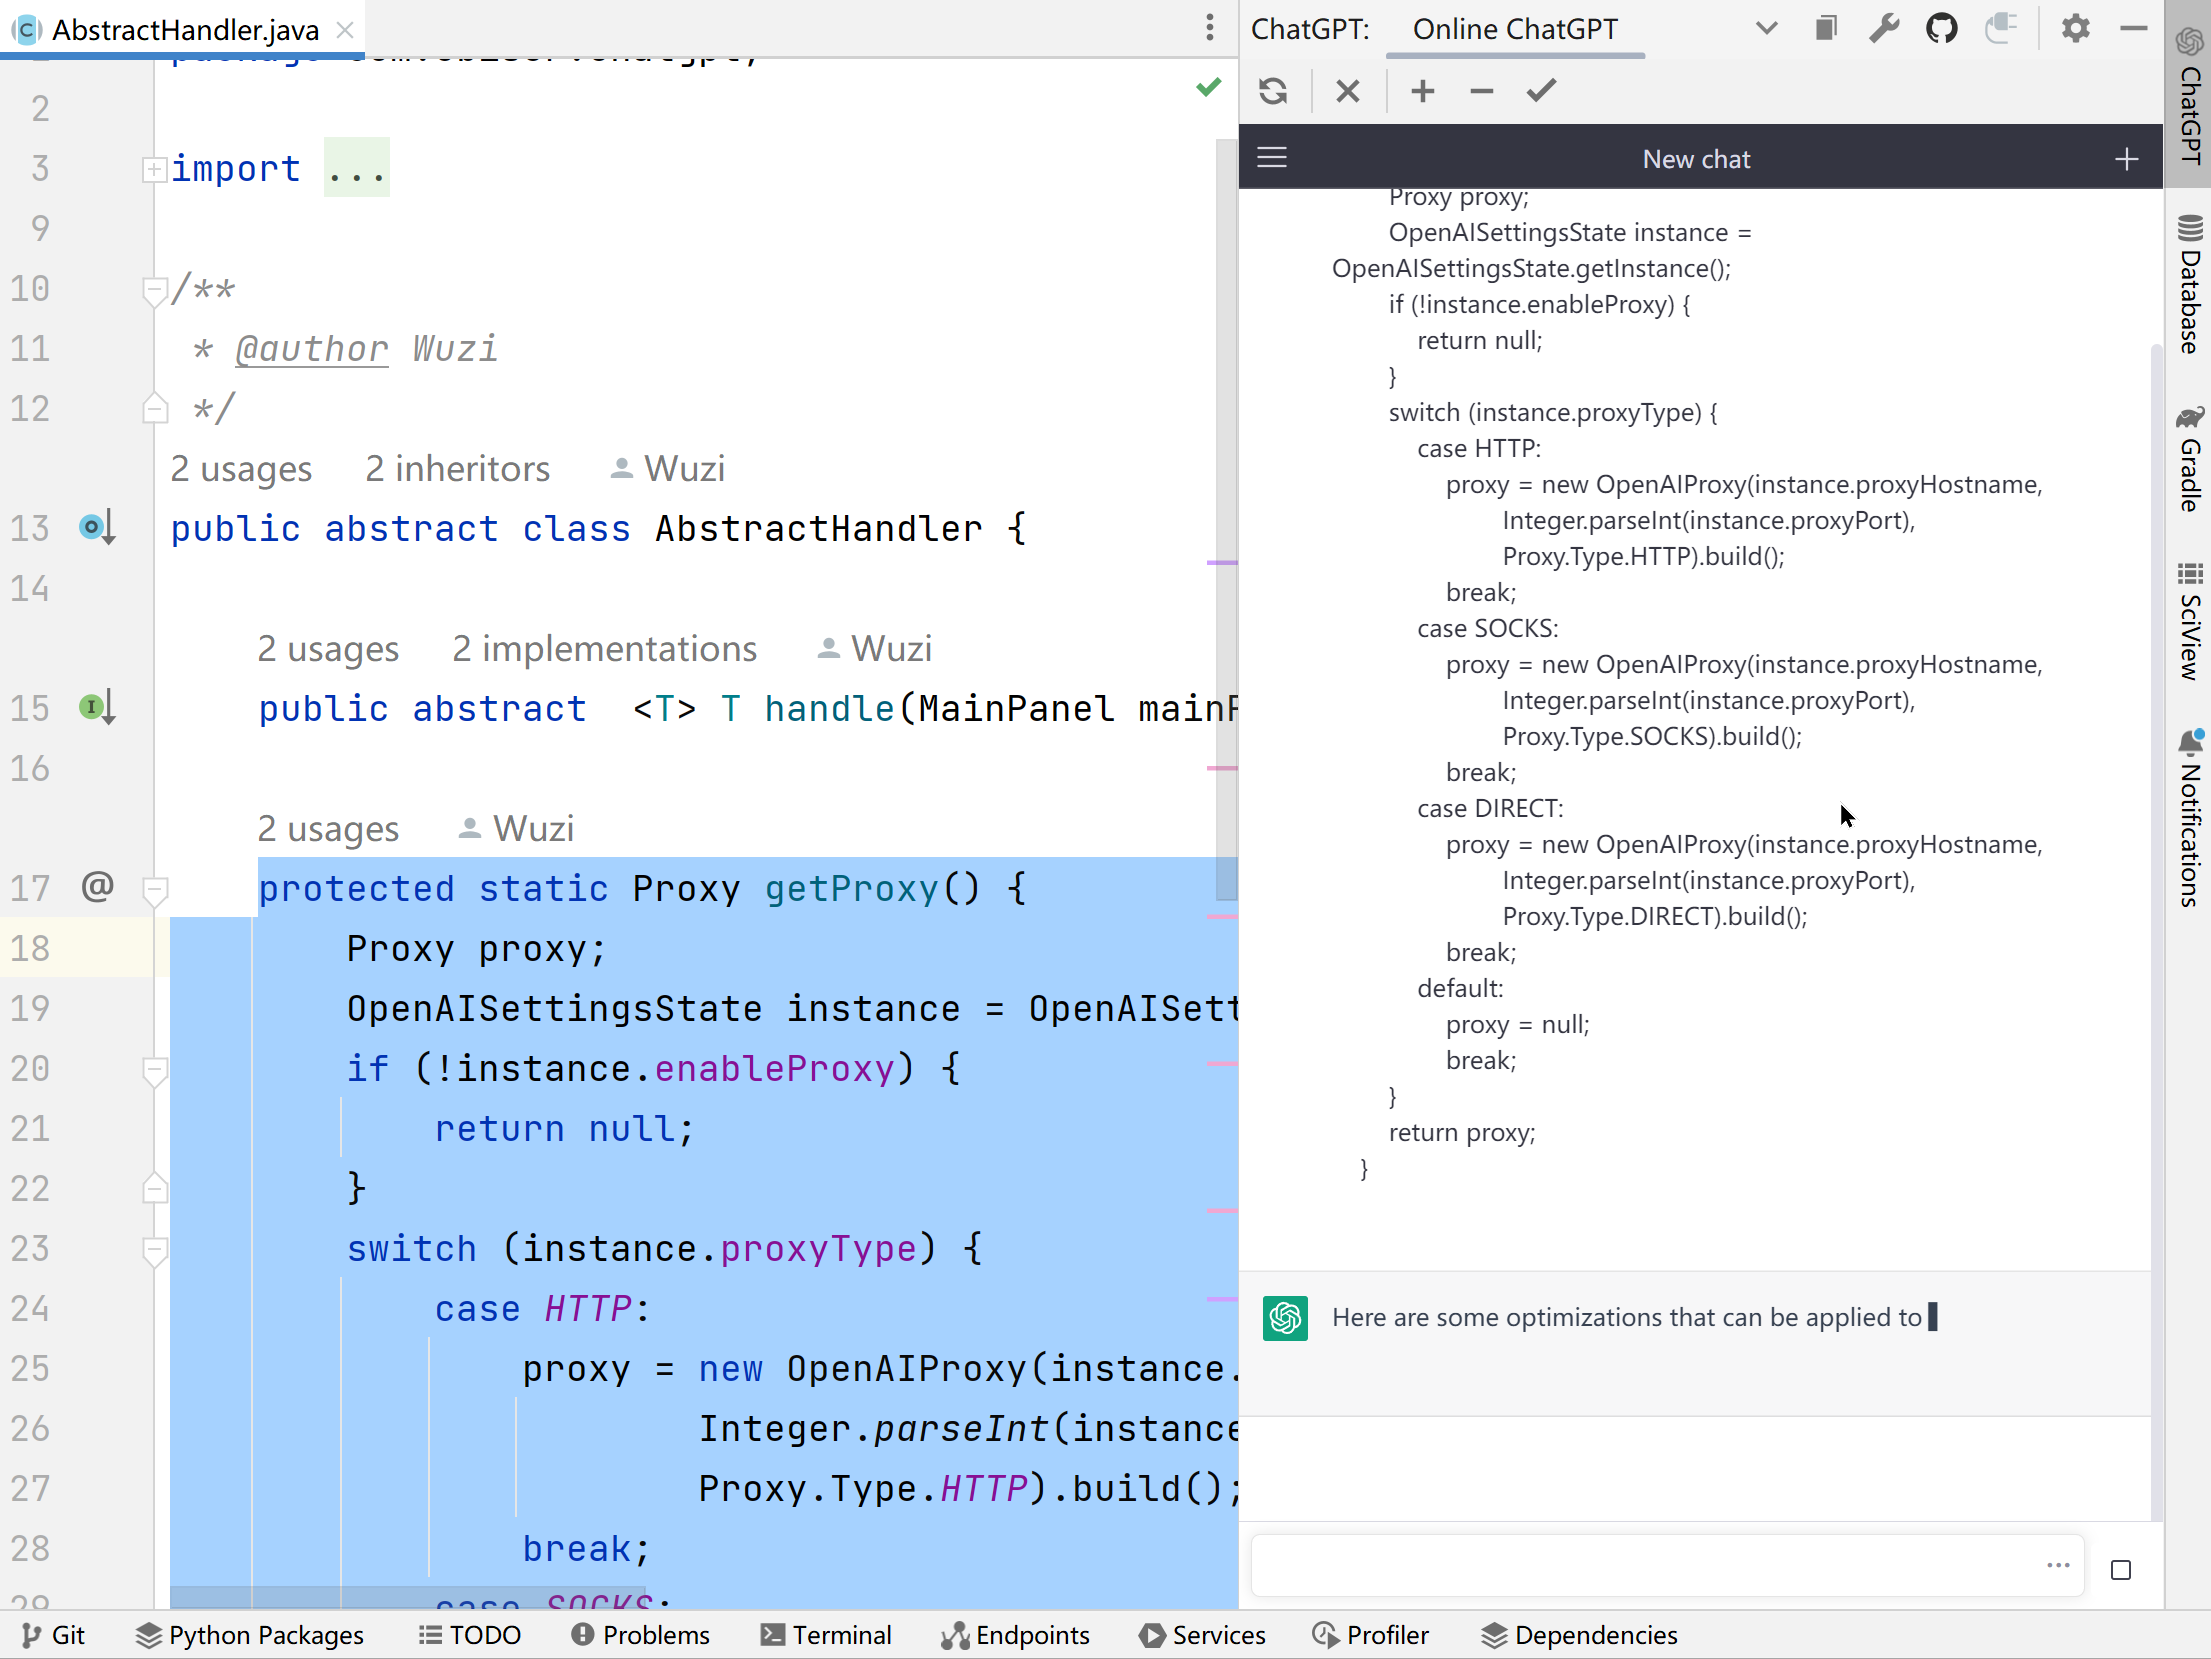 AbstractHandler.java
2
3 import ...
9
10 /**
11 * @author Wuzi
12 */
2 usages 2 inheritors Wuzi
13 public abstract class AbstractHandler {
14
2 usages 2 implementations Wuzi
15 public abstract <T> T handle(MainPanel mainP
16
2 usages Wuzi
17 @ protected static Proxy getProxy() {
18 Proxy proxy;
19 OpenAISettingsState instance = OpenAISett
20 if (!instance.enableProxy) {
21 return null;
22 }
23 switch (instance.proxyType) {
24 case HTTP:
25 proxy = new OpenAIProxy(instance.
26 Integer.parseInt(instance
27 Proxy.Type.HTTP).build();
28 break;
29 case SOCKS:
ChatGPT: Online ChatGPT
New chat
Proxy proxy;
OpenAISettingsState instance =
OpenAISettingsState.getInstance();
if (!instance.enableProxy) {
return null;
}
switch (instance.proxyType) {
case HTTP:
proxy = new OpenAIProxy(instance.proxyHostname,
Integer.parseInt(instance.proxyPort),
Proxy.Type.HTTP).build();
break;
case SOCKS:
proxy = new OpenAIProxy(instance.proxyHostname,
Integer.parseInt(instance.proxyPort),
Proxy.Type.SOCKS).build();
break;
case DIRECT:
proxy = new OpenAIProxy(instance.proxyHostname,
Integer.parseInt(instance.proxyPort),
Proxy.Type.DIRECT).build();
break;
default:
proxy = null;
break;
}
return proxy;
}
Here are some optimizations that can be applied to
ChatGPT
Database
Gradle
SciView
Notifications
Git Python Packages TODO Problems Terminal Endpoints Services Profiler Dependencies